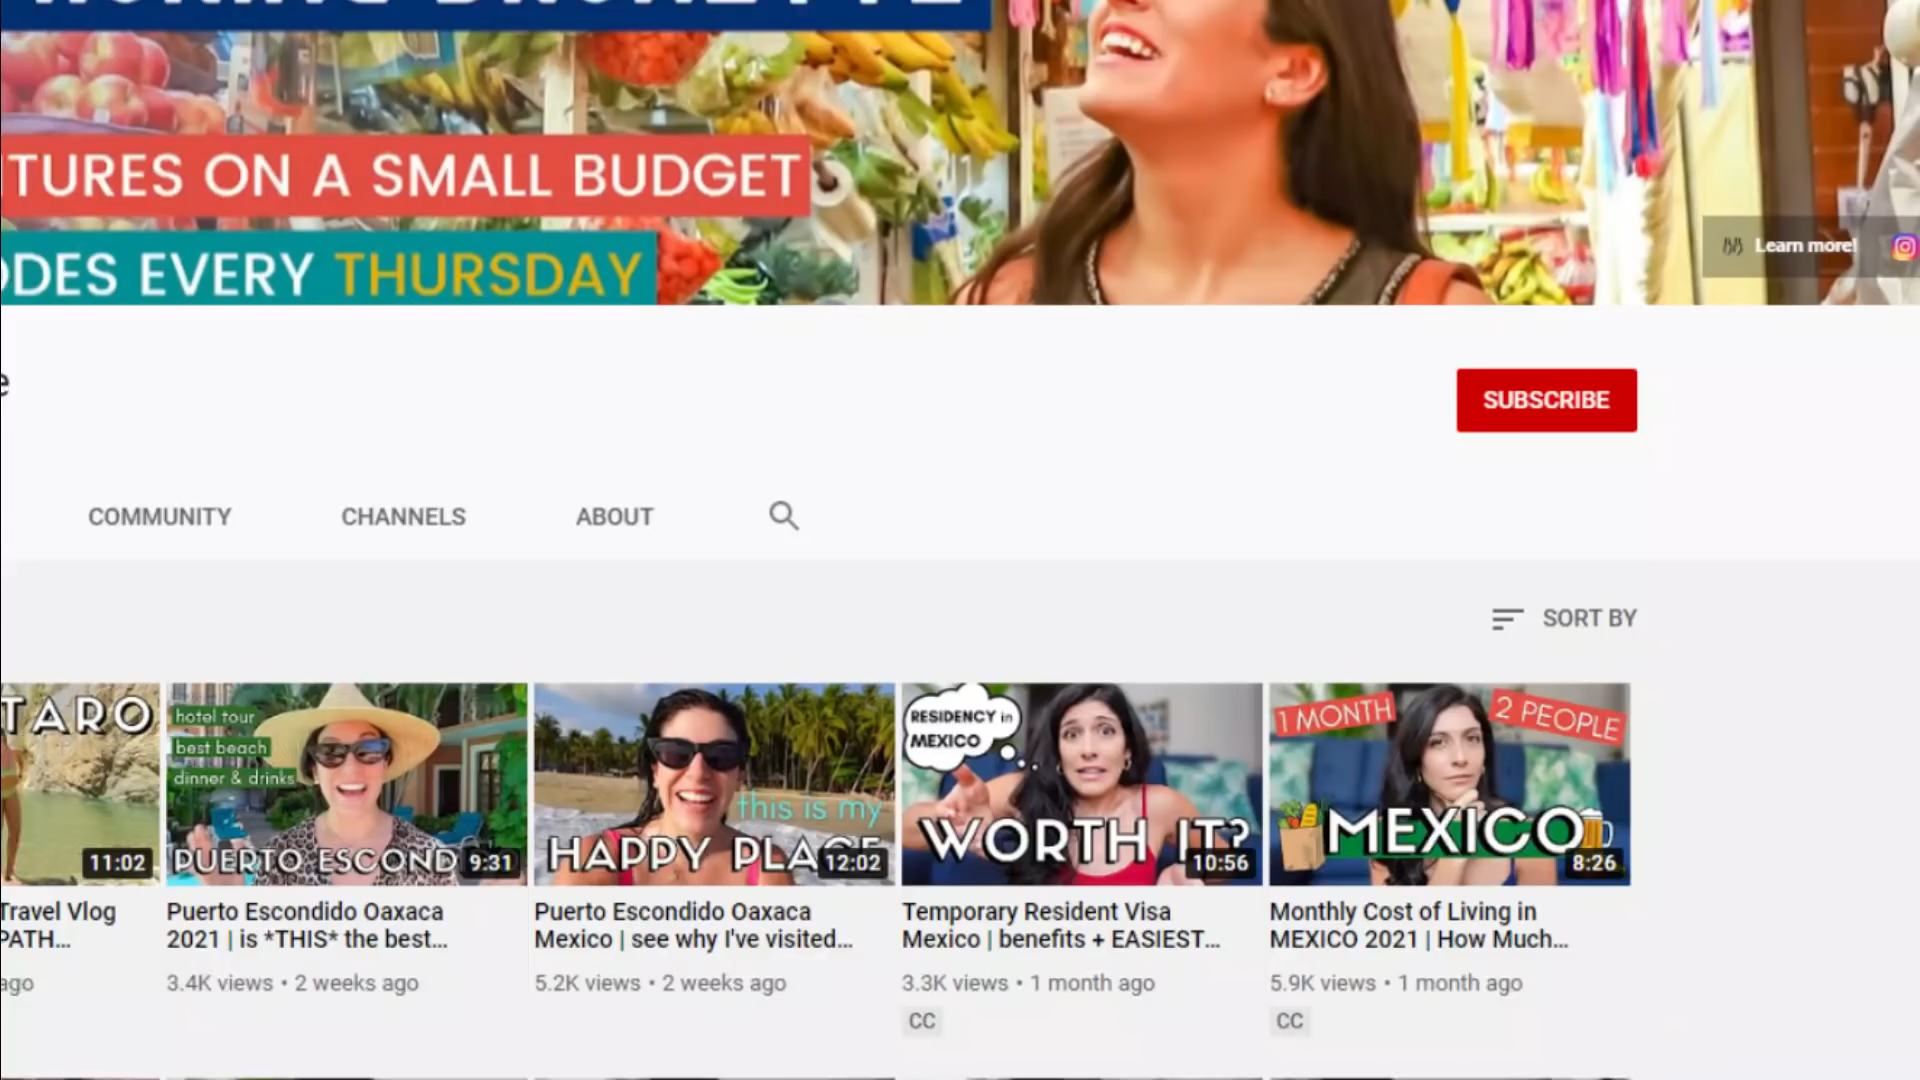 TURES ON A SMALL BUDGET
ODES EVERY THURSDAY
Learn more!
e
SUBSCRIBE
COMMUNITY
CHANNELS
ABOUT
SORT BY
TARO
11:02
hotel tour
best beach
dinner & drinks
PUERTO ESCOND
9:31
this is my
HAPPY PLACE
12:02
RESIDENCY in
MEXICO
WORTH IT?
10:56
1 MONTH
2 PEOPLE
MEXICO
8:26
Travel Vlog
PATH...
ago
Puerto Escondido Oaxaca
2021 | is *THIS* the best...
3.4K views • 2 weeks ago
Puerto Escondido Oaxaca
Mexico | see why I've visited...
5.2K views • 2 weeks ago
Temporary Resident Visa
Mexico | benefits + EASIEST...
3.3K views • 1 month ago
CC
Monthly Cost of Living in
MEXICO 2021 | How Much...
5.9K views • 1 month ago
CC